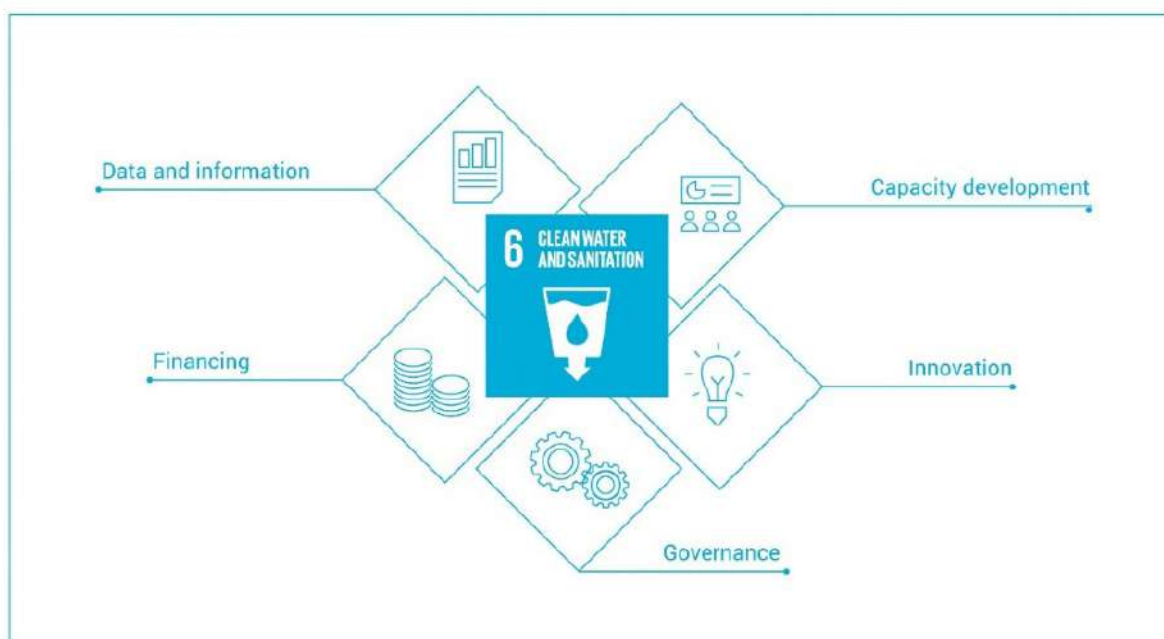 Data and information
Capacity development
6 CLEAN WATER
AND SANITATION
Financing
Innovation
Governance